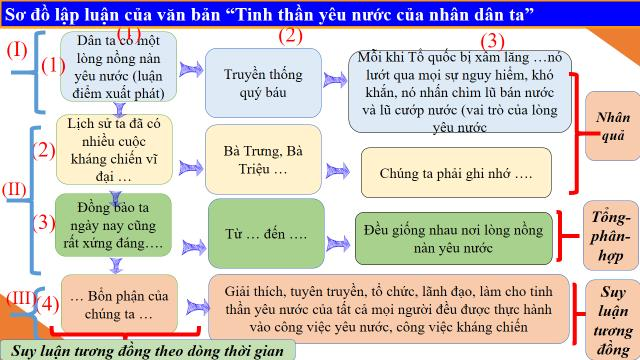 Sơ đồ lập luận của văn bản “Tinh thần yêu nước của nhân dân ta”
(1)
(2)
(3)
(I)
(1)
Dân ta có một
lòng nồng nàn
yêu nước (luận
điểm xuất phát)
Truyền thống
quý báu
Mỗi khi Tổ quốc bị xâm lăng …nó
lướt qua mọi sự nguy hiểm, khó
khăn, nó nhấn chìm lũ bán nước
và lũ cướp nước (vai trò của lòng
yêu nước
Nhân
quả
(II)
(2)
Lịch sử ta đã có
nhiều cuộc
kháng chiến vĩ
đại …
Bà Trưng, Bà
Triệu …
Chúng ta phải ghi nhớ ….
(3)
Đồng bào ta
ngày nay cũng
rất xứng đáng….
Từ … đến ….
Đều giống nhau nơi lòng nồng
nàn yêu nước
Tổng-
phân-
hợp
(III)
(4)
… Bổn phận của
chúng ta …
Giải thích, tuyên truyền, tổ chức, lãnh đạo, làm cho tinh
thần yêu nước của tất cả mọi người đều được thực hành
vào công việc yêu nước, công việc kháng chiến
Suy
luận
tương
đồng
Suy luận tương đồng theo dòng thời gian